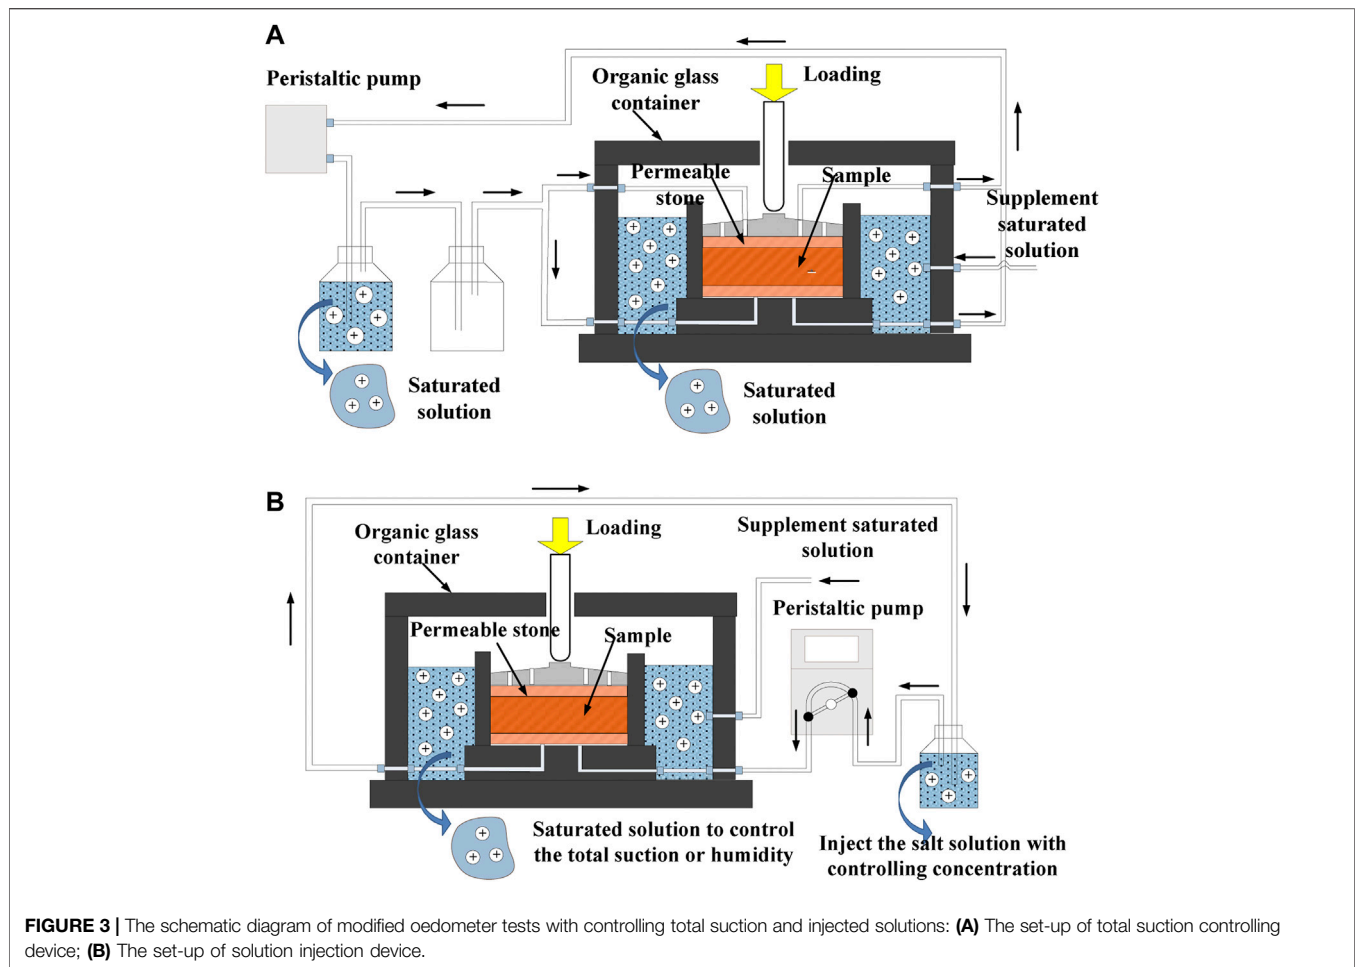 A
Peristaltic pump
Organic glass
container
Loading
Permeable
stone
Sample
Supplement
saturated
solution
Saturated
solution
Saturated
solution
B
Organic glass
container
Loading
Supplement saturated
solution
Peristaltic pump
Permeable stone
Sample
Saturated solution to control
the total suction or humidity
Inject the salt solution with
controlling concentration
FIGURE 3 | The schematic diagram of modified oedometer tests with controlling total suction and injected solutions: (A) The set-up of total suction controlling
device; (B) The set-up of solution injection device.